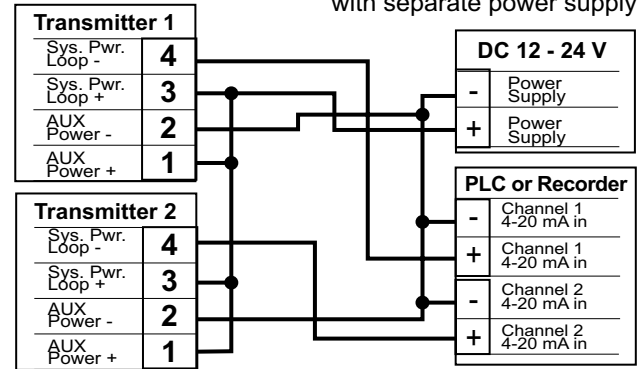 with separate power supply
Transmitter 1
Sys. Pwr.
Loop -
4
Sys. Pwr.
Loop +
3
AUX
Power -
2
AUX
Power +
1
Transmitter 2
Sys. Pwr.
Loop -
4
Sys. Pwr.
Loop +
3
AUX
Power -
2
AUX
Power +
1
DC 12 - 24 V
-
Power
Supply
+
Power
Supply
PLC or Recorder
-
Channel 1
4-20 mA in
+
Channel 1
4-20 mA in
-
Channel 2
4-20 mA in
+
Channel 2
4-20 mA in